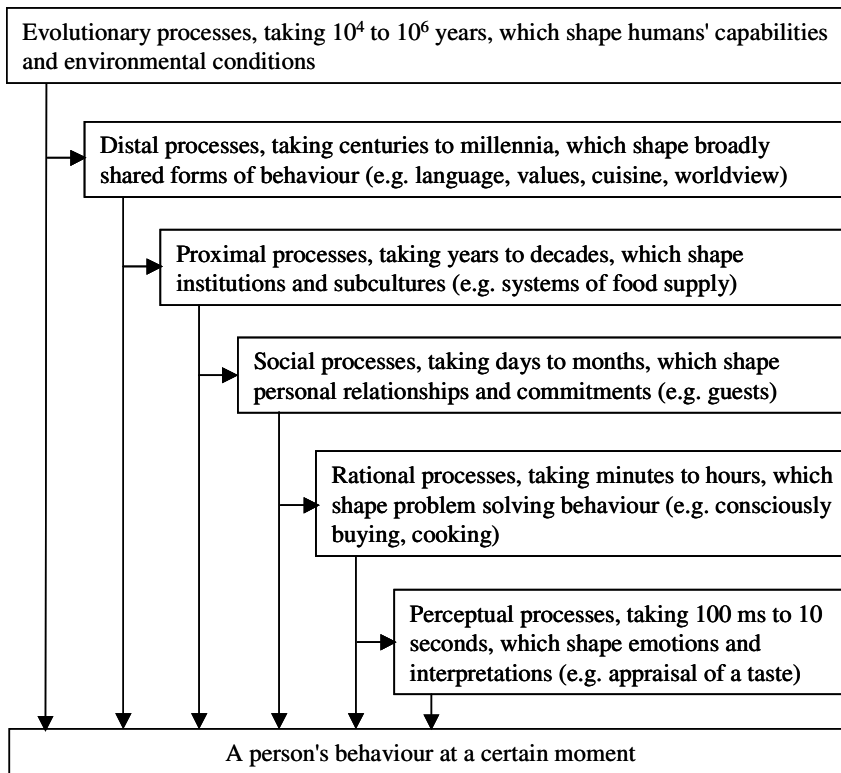 Evolutionary processes, taking 10⁴ to 10⁶ years, which shape humans' capabilities
and environmental conditions
Distal processes, taking centuries to millennia, which shape broadly
shared forms of behaviour (e.g. language, values, cuisine, worldview)
Proximal processes, taking years to decades, which shape
institutions and subcultures (e.g. systems of food supply)
Social processes, taking days to months, which shape
personal relationships and commitments (e.g. guests)
Rational processes, taking minutes to hours, which
shape problem solving behaviour (e.g. consciously
buying, cooking)
Perceptual processes, taking 100 ms to 10
seconds, which shape emotions and
interpretations (e.g. appraisal of a taste)
A person's behaviour at a certain moment